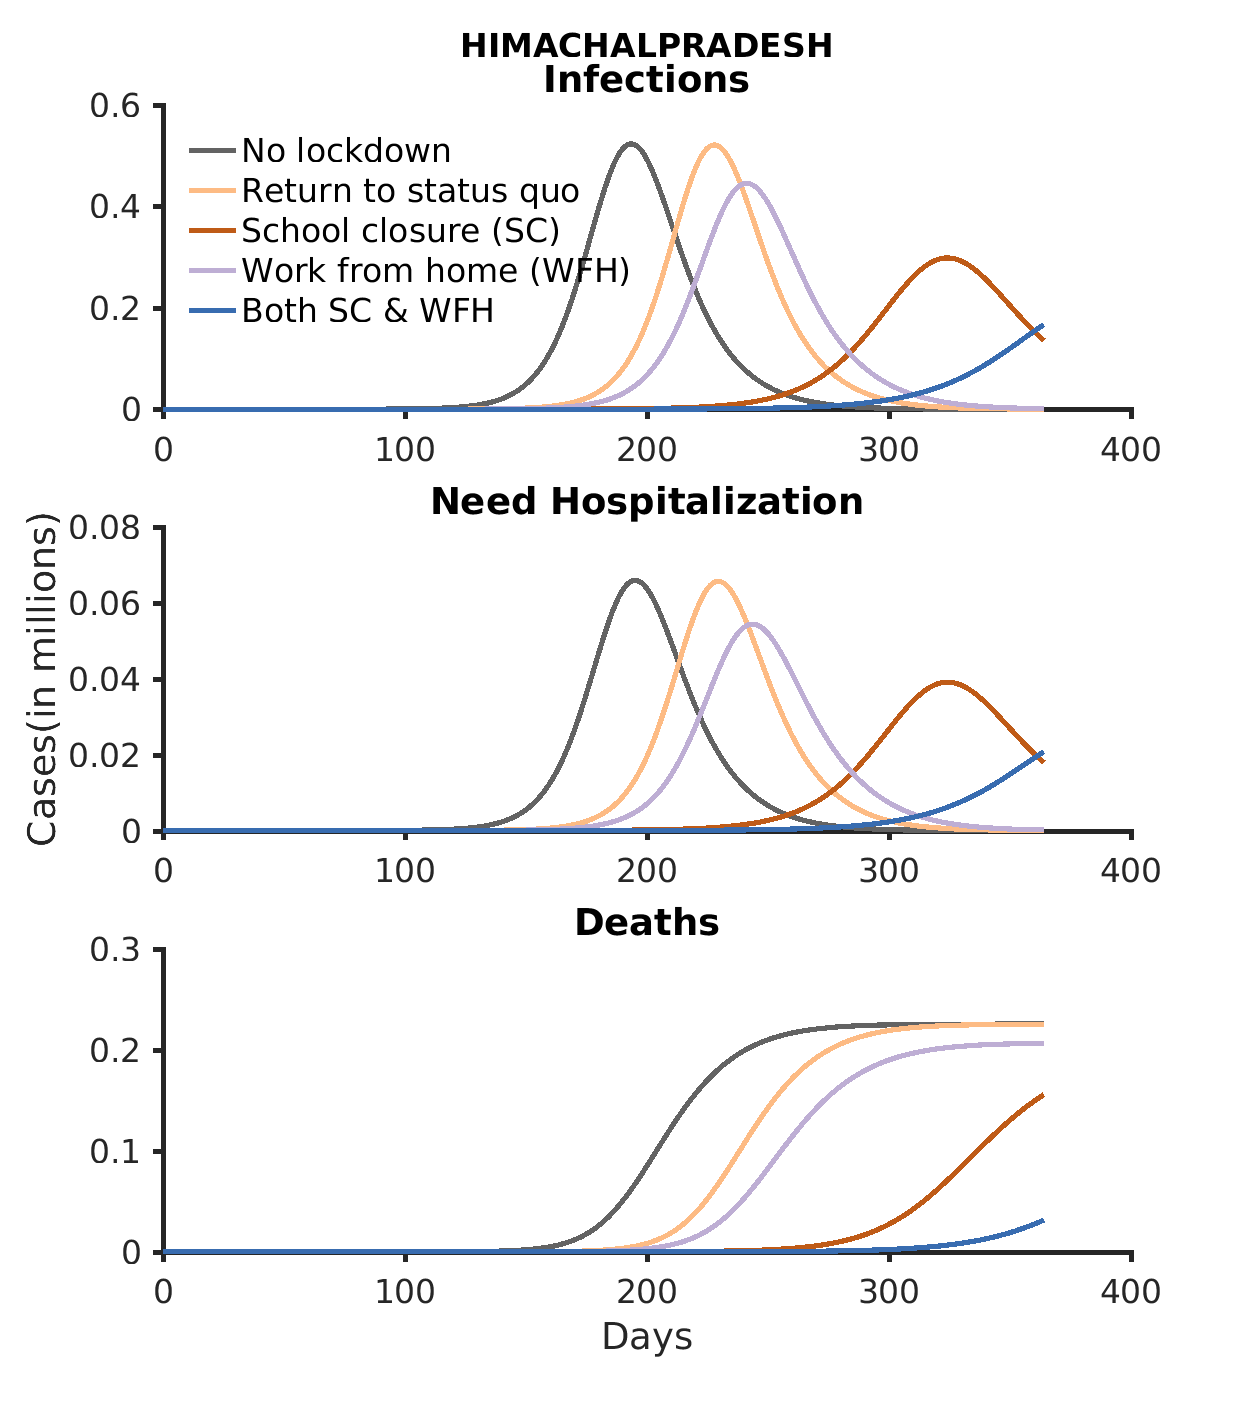 HIMACHALPRADESH
Infections
0.6
0.4
0.2
0
No lockdown
Return to status quo
School closure (SC)
Work from home (WFH)
Both SC & WFH
0 100 200 300 400
Need Hospitalization
Cases(in millions)
0.08
0.06
0.04
0.02
0
0 100 200 300 400
Deaths
0.3
0.2
0.1
0
0 100 200 300 400
Days